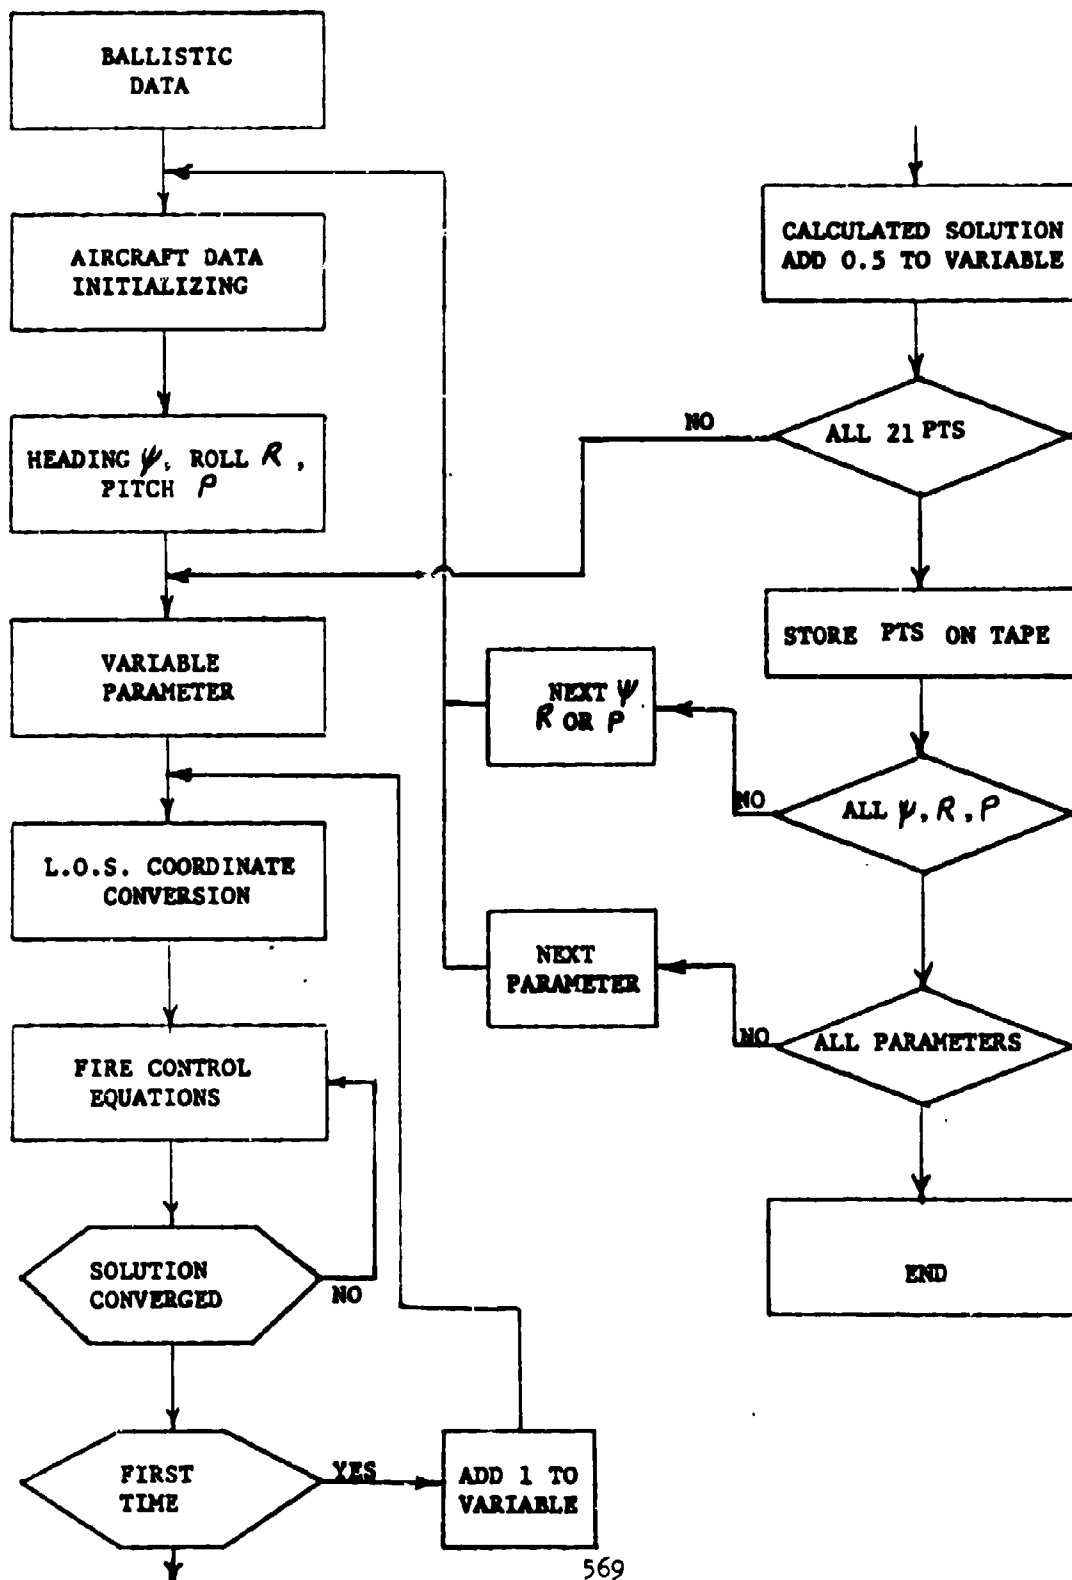 BALLISTIC
DATA
AIRCRAFT DATA
INITIALIZING
HEADING ψ, ROLL R,
PITCH P
VARIABLE
PARAMETER
L.O.S. COORDINATE
CONVERSION
FIRE CONTROL
EQUATIONS
SOLUTION
CONVERGED
NO
FIRST
TIME
YES
ADD 1 TO
VARIABLE
CALCULATED SOLUTION
ADD 0.5 TO VARIABLE
ALL 21 PTS
NO
STORE PTS ON TAPE
ALL ψ, R, P
NO
NEXT ψ
R OR P
ALL PARAMETERS
NO
NEXT
PARAMETER
END
569